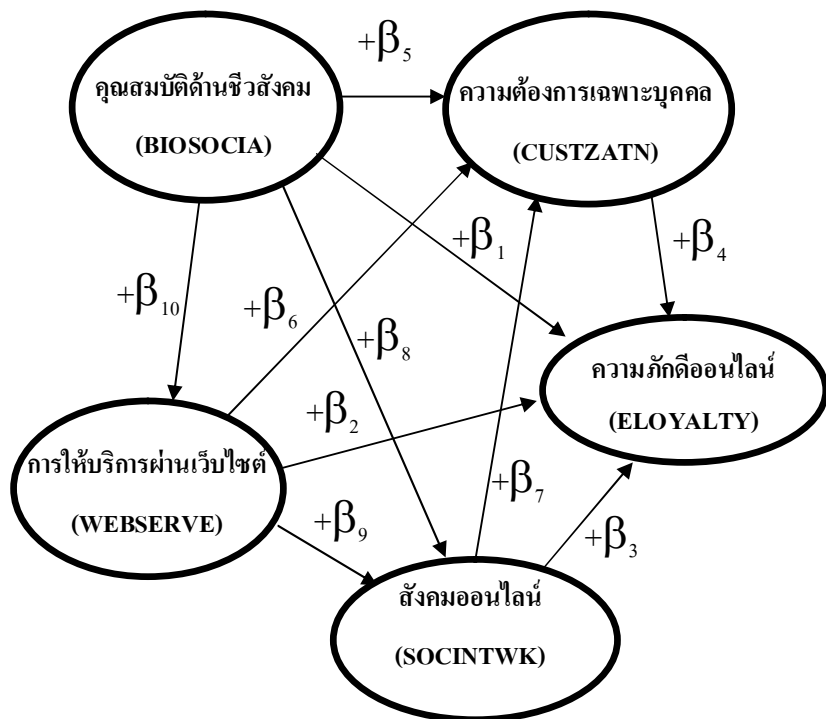 +β5
คุณสมบัติด้านชีวสังคม
(BIOSOCIA)
ความต้องการเฉพาะบุคคล
(CUSTZATN)
+β1
+β4
+β10
+β6
+β8
ความภักดีออนไลน์
(ELOYALTY)
+β2
การให้บริการผ่านเว็บไซต์
(WEBSERVE)
+β7
+β9
+β3
สังคมออนไลน์
(SOCINTWK)